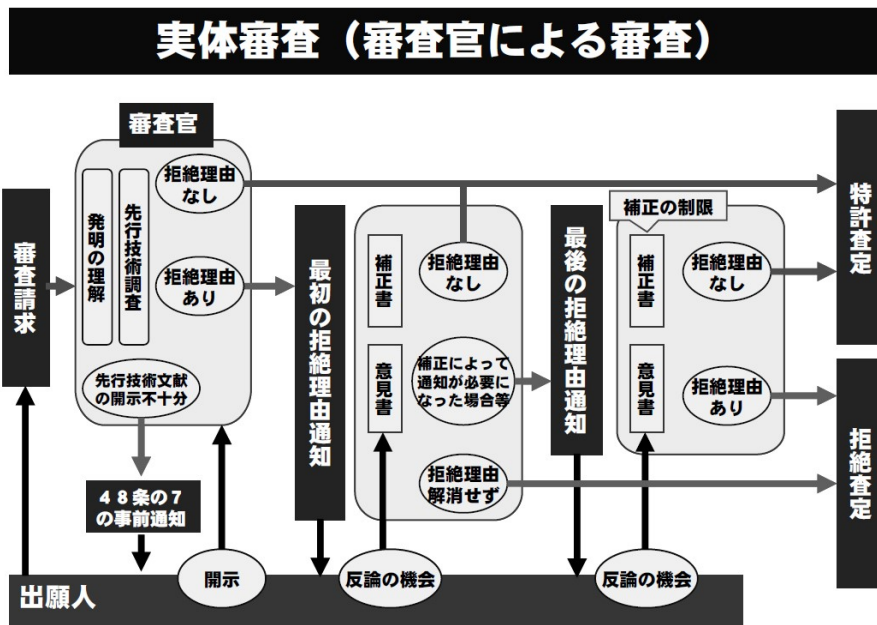 実体審査（審査官による審査）
審査請求
審査官
発明の理解
先行技術調査
拒絶理由
なし
拒絶理由
あり
先行技術文献
の開示不十分
４８条の７
の事前通知
開示
最初の拒絶理由通知
補正書
意見書
拒絶理由
なし
補正によって
通知が必要に
なった場合等
拒絶理由
解消せず
反論の機会
最後の拒絶理由通知
補正の制限
補正書
意見書
拒絶理由
なし
拒絶理由
あり
反論の機会
特許査定
拒絶査定
出願人